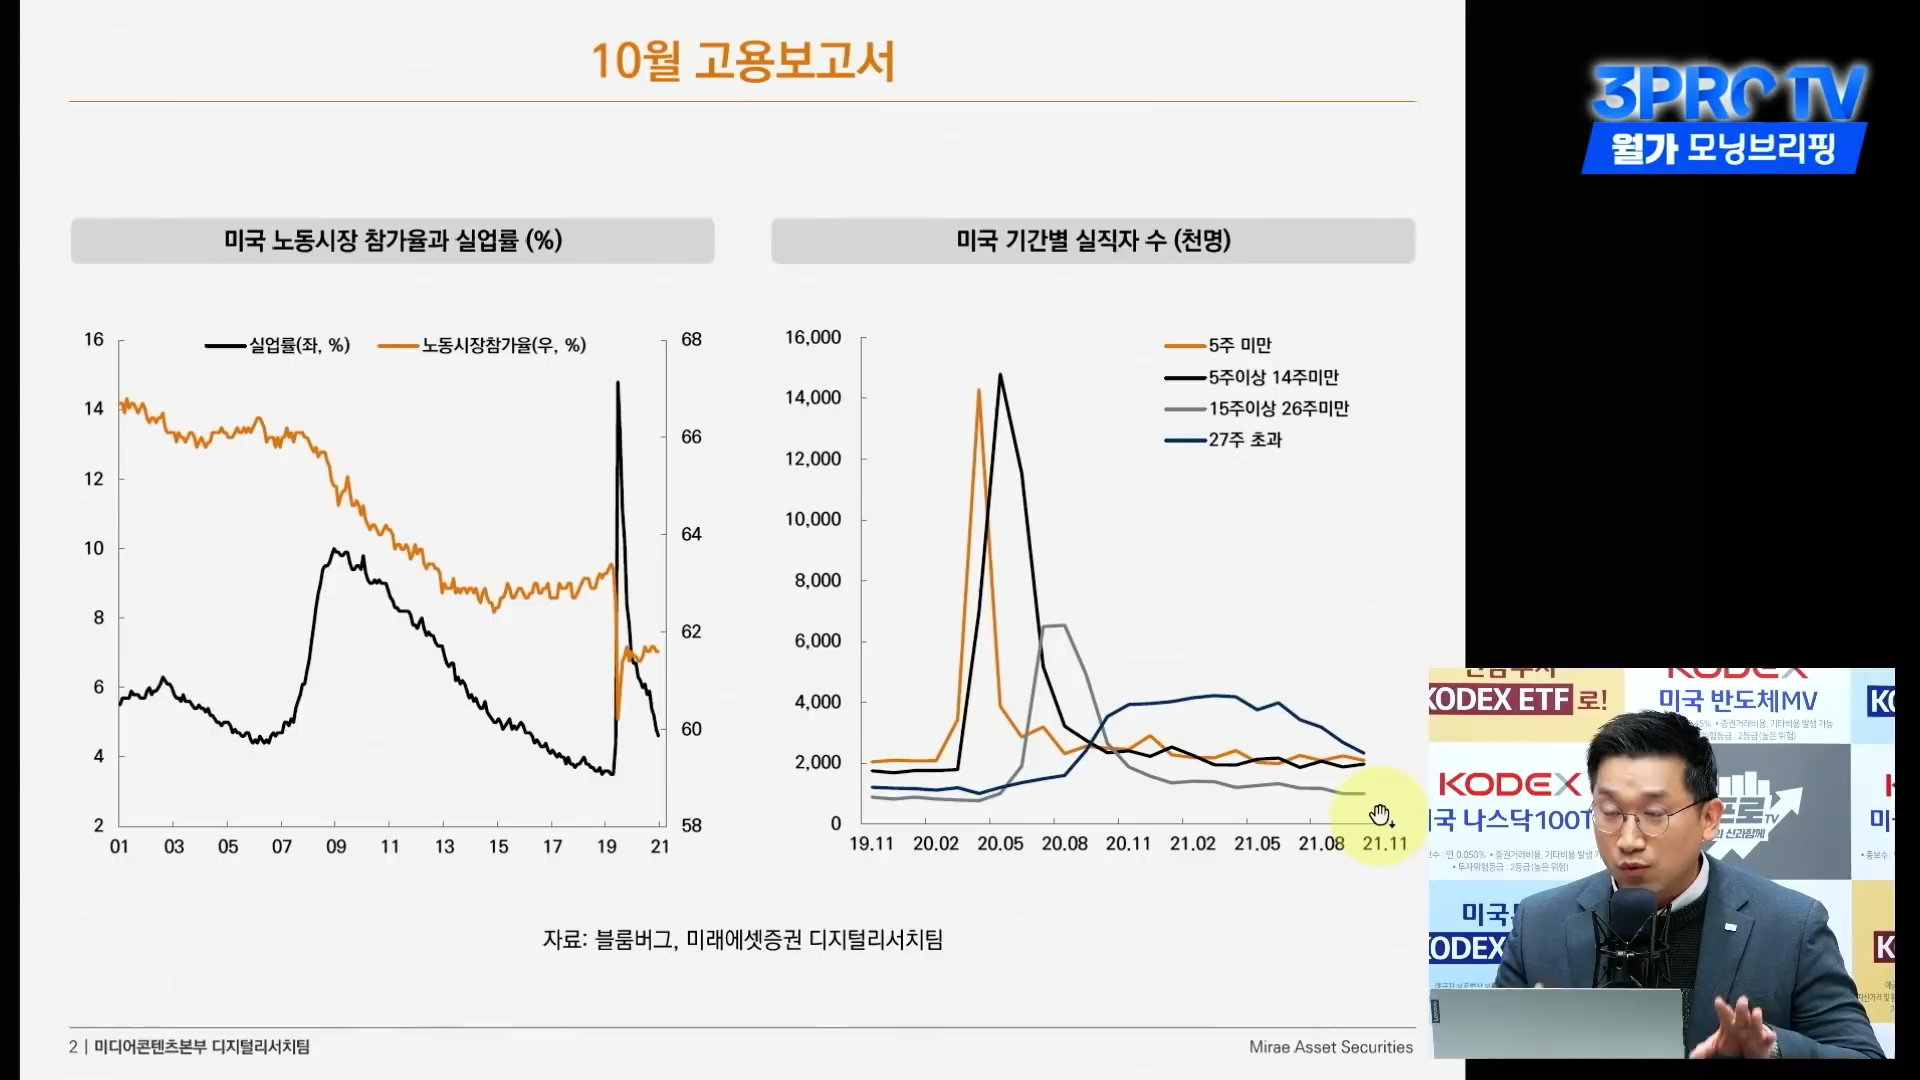 10월 고용보고서
3PRO TV
월가 모닝브리핑
미국 노동시장 참가율과 실업률 (%)
실업률(좌, %)
노동시장참가율(우, %)
16
14
12
10
8
6
4
2
68
66
64
62
60
58
01 03 05 07 09 11 13 15 17 19 21
미국 기간별 실직자 수 (천명)
5주 미만
5주이상 14주미만
15주이상 26주미만
27주 초과
16,000
14,000
12,000
10,000
8,000
6,000
4,000
2,000
0
19.11 20.02 20.05 20.08 20.11 21.02 21.05 21.08 21.11
자료: 블룸버그, 미래에셋증권 디지털리서치팀
2 | 미디어콘텐츠본부 디지털리서치팀
Mirae Asset Securities
KODEX ETF로!
KODEX
미국 반도체MV
KODEX
국 나스닥100T
미국
KODEX
Lenovo